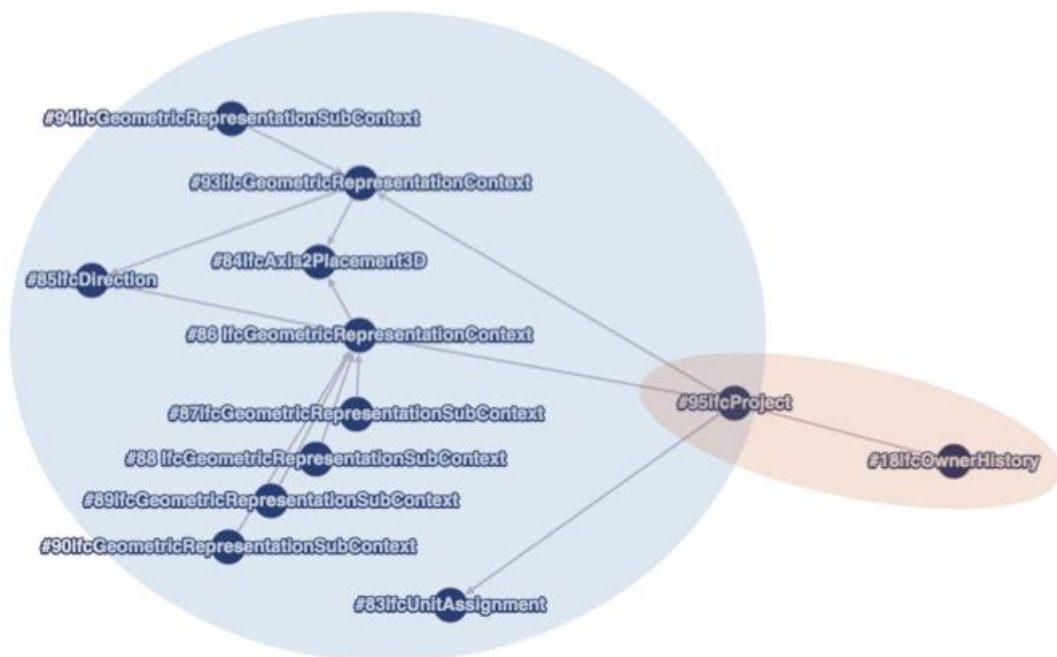 #94IfcGeometricRepresentationSubContext
#93IfcGeometricRepresentationContext
#84IfcAxis2Placement3D
#85IfcDirection
#86 IfcGeometricRepresentationContext
#95IfcProject
#87IfcGeometricRepresentationSubContext
#88 IfcGeometricRepresentationSubContext
#18IfcOwnerHistory
#89IfcGeometricRepresentationSubContext
#90IfcGeometricRepresentationSubContext
#83IfcUnitAssignment